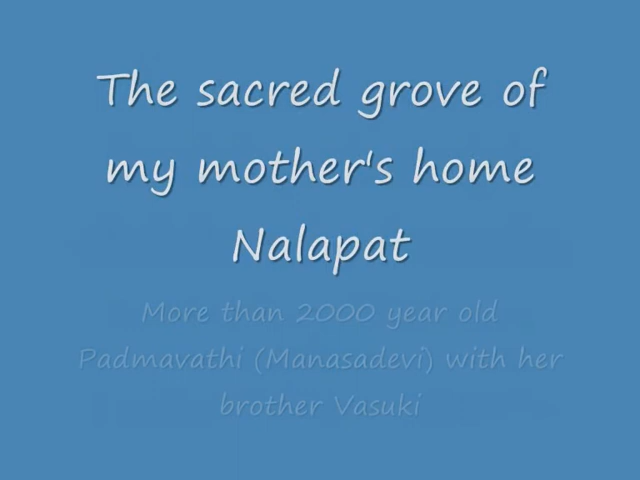 The sacred grove of
my mother's home
Nalapat
More than 2000 year old
Padmavathi (Manasadevi) with her
brother Vasuki